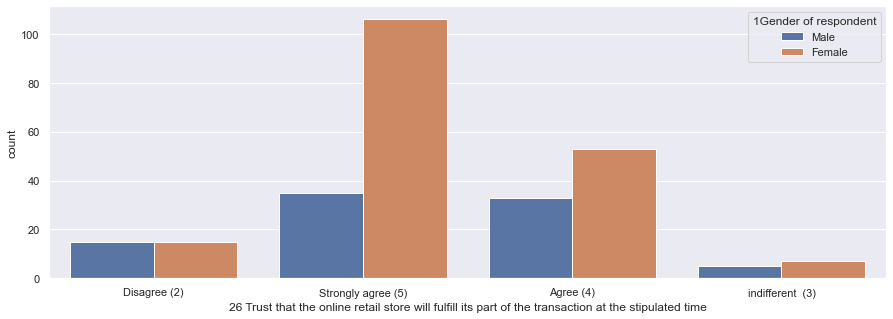 1Gender of respondent
Male
Female
count
100
80
60
40
20
0
Disagree (2)
Strongly agree (5)
Agree (4)
indifferent  (3)
26 Trust that the online retail store will fulfill its part of the transaction at the stipulated time